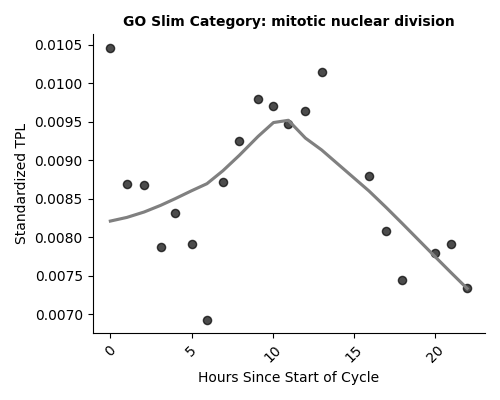 GO Slim Category: mitotic nuclear division
Standardized TPL
0.0105
0.0100
0.0095
0.0090
0.0085
0.0080
0.0075
0.0070
0 5 10 15 20
Hours Since Start of Cycle